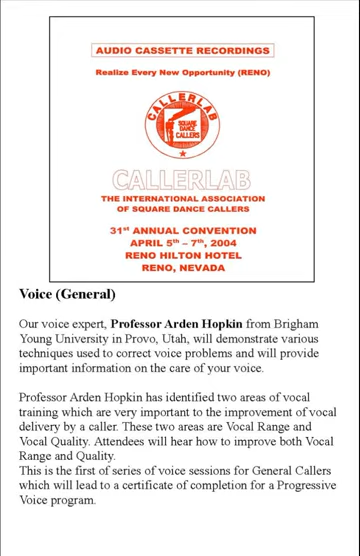 AUDIO CASSETTE RECORDINGS
Realize Every New Opportunity (RENO)
CALLERLAB
SQUARE
DANCE
CALLERS
CALLERLAB
THE INTERNATIONAL ASSOCIATION
OF SQUARE DANCE CALLERS
31st ANNUAL CONVENTION
APRIL 5th – 7th, 2004
RENO HILTON HOTEL
RENO, NEVADA
Voice (General)
Our voice expert, Professor Arden Hopkin from Brigham
Young University in Provo, Utah, will demonstrate various
techniques used to correct voice problems and will provide
important information on the care of your voice.
Professor Arden Hopkin has identified two areas of vocal
training which are very important to the improvement of vocal
delivery by a caller. These two areas are Vocal Range and
Vocal Quality. Attendees will hear how to improve both Vocal
Range and Quality.
This is the first of series of voice sessions for General Callers
which will lead to a certificate of completion for a Progressive
Voice program.